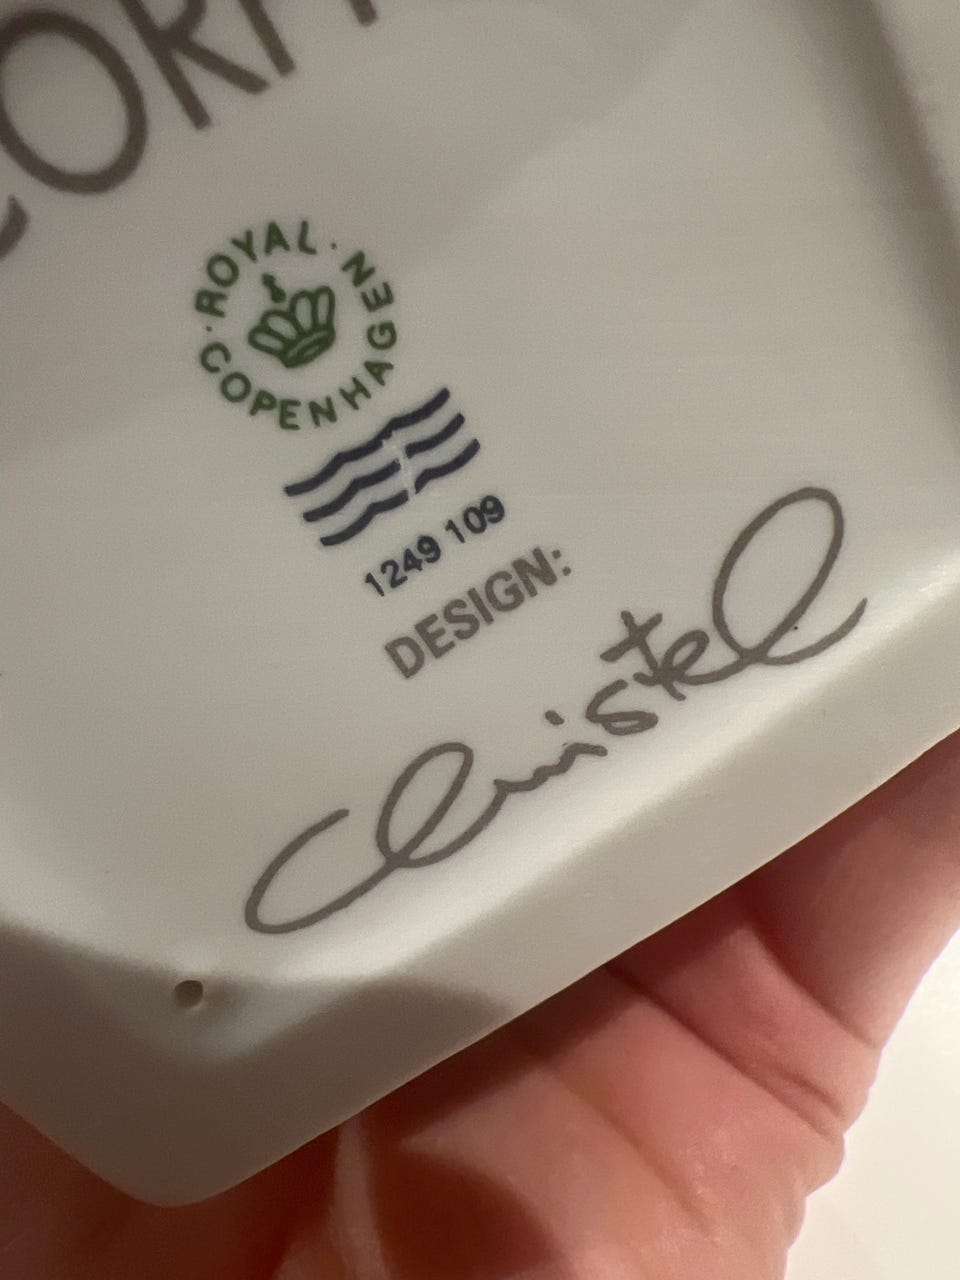 ROYAL
COPENHAGEN
1249 109
DESIGN:
Christel